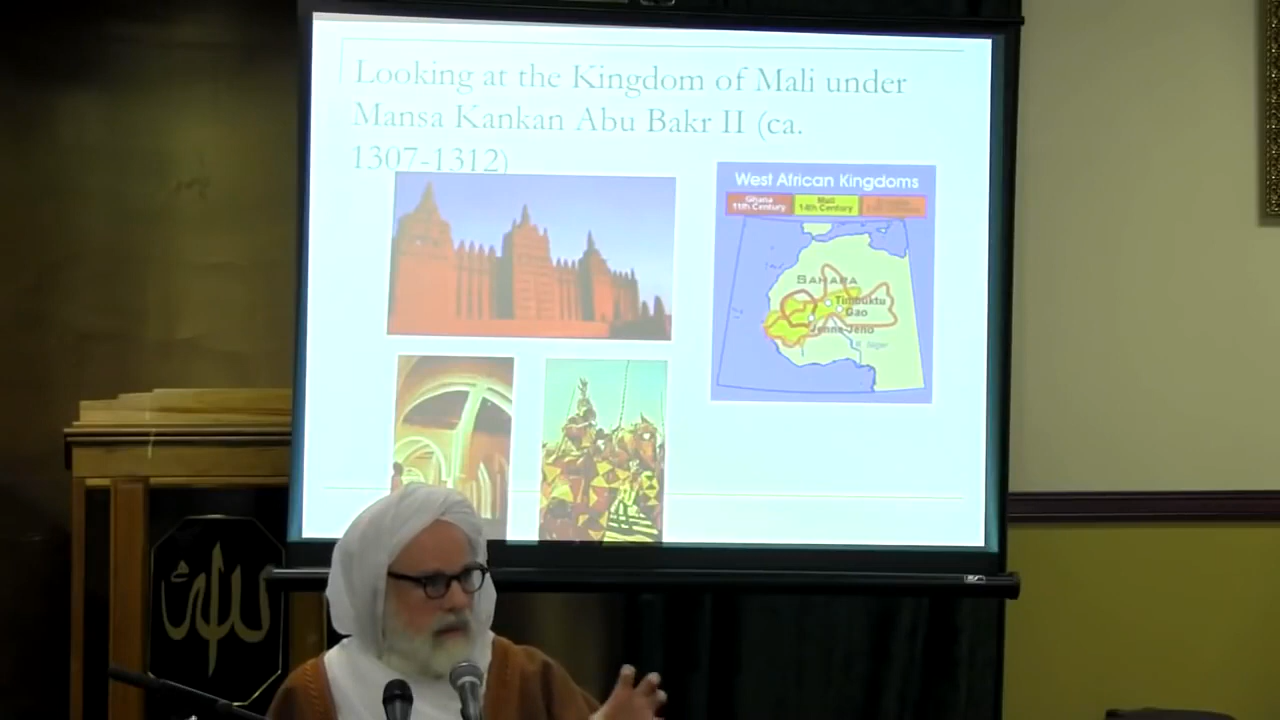 Looking at the Kingdom of Mali under
Mansa Kankan Abu Bakr II (ca.
1307-1312)
West African Kingdoms
Ghana
11th Century
Mali
14th Century
SAHARA
Timbuktu
Gao
Jenne-Jeno
R. Niger
الله